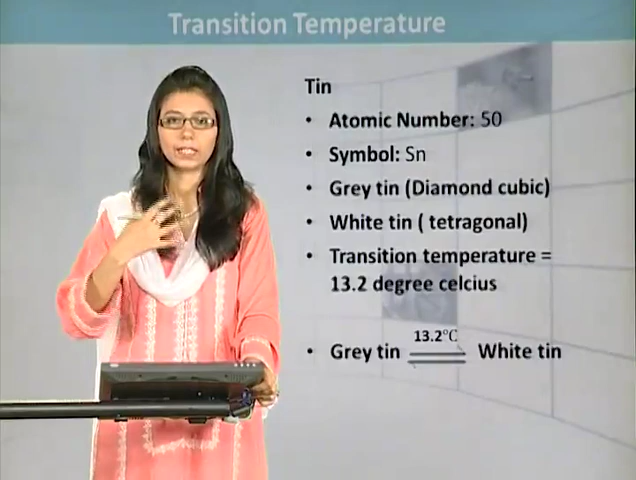 Transition Temperature
Tin
• Atomic Number: 50
• Symbol: Sn
• Grey tin (Diamond cubic)
• White tin ( tetragonal)
• Transition temperature =
13.2 degree celcius
13.2°C
• Grey tin ⇌ White tin